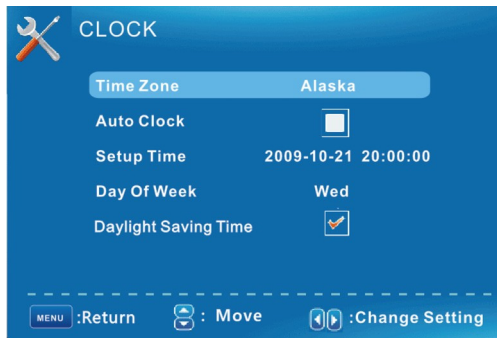 CLOCK
Time Zone Alaska
Auto Clock
Setup Time 2009-10-21 20:00:00
Day Of Week Wed
Daylight Saving Time
MENU :Return : Move :Change Setting